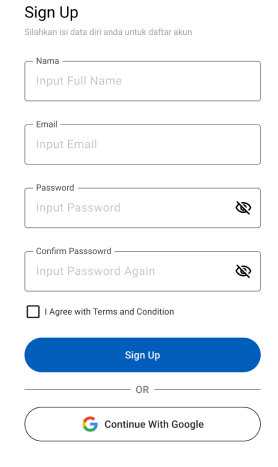 Sign Up
Silahkan isi data diri anda untuk daftar akun
Nama
Input Full Name
Email
Input Email
Password
Input Password
Confirm Passsowrd
Input Password Again
I Agree with Terms and Condition
Sign Up
OR
Continue With Google